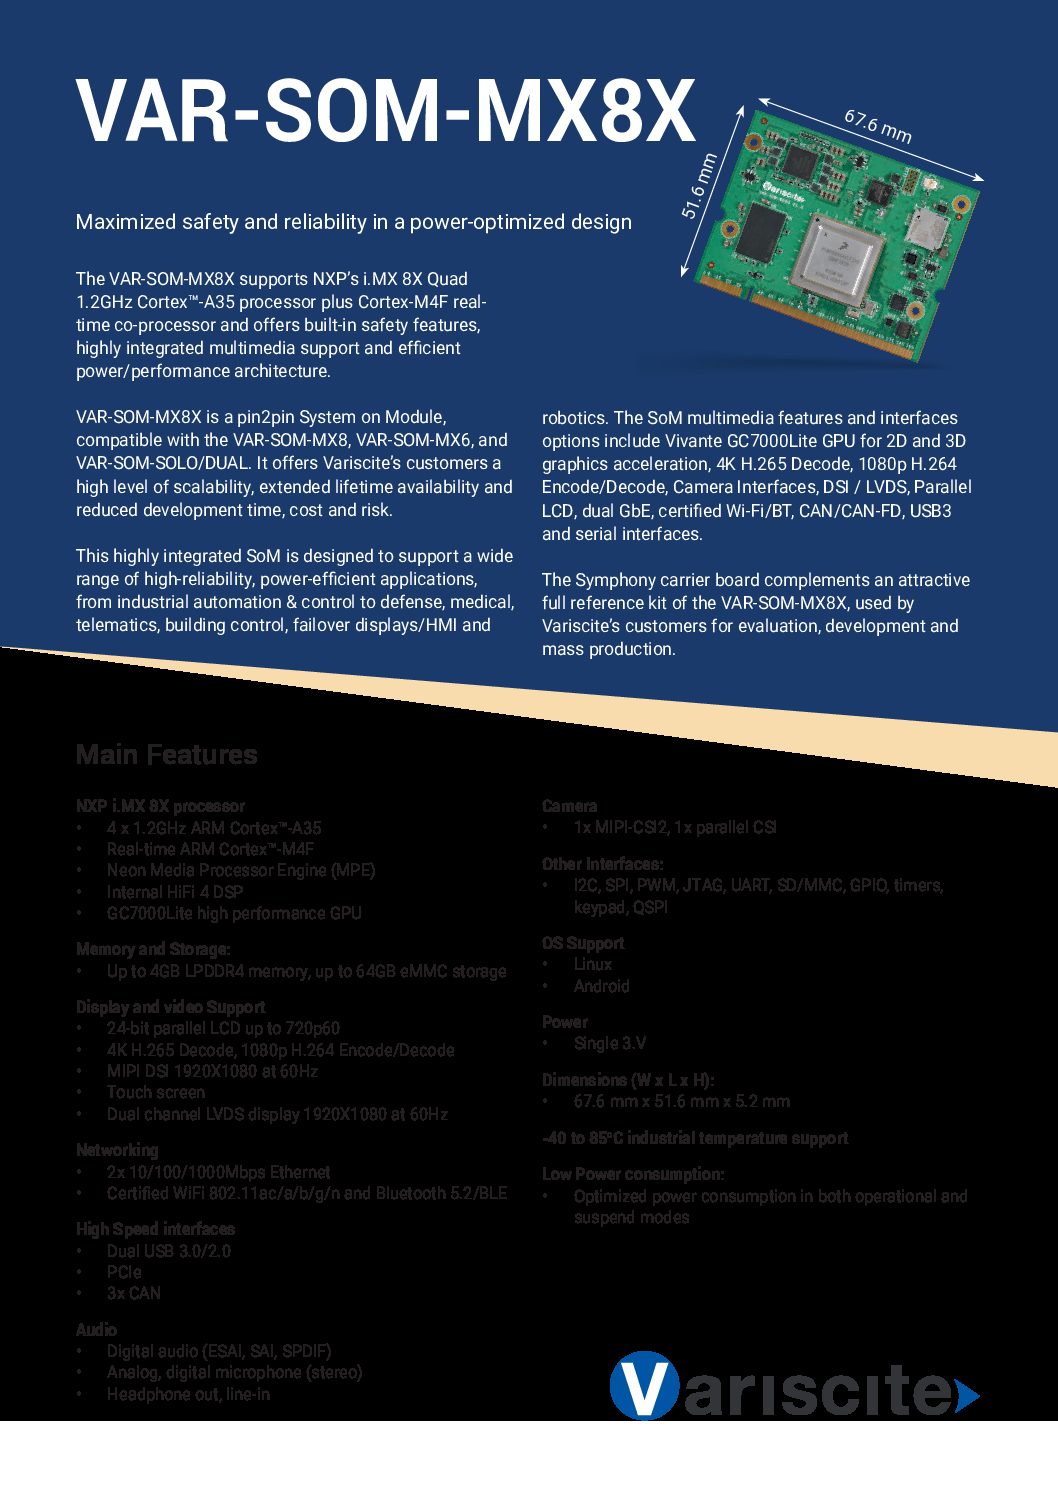 VAR-SOM-MX8X
67.6 mm
51.6 mm
Variscite
Maximized safety and reliability in a power-optimized design
The VAR-SOM-MX8X supports NXP's i.MX 8X Quad
1.2GHz Cortex™-A35 processor plus Cortex-M4F real-
time co-processor and offers built-in safety features,
highly integrated multimedia support and efficient
power/performance architecture.
VAR-SOM-MX8X is a pin2pin System on Module,
compatible with the VAR-SOM-MX8, VAR-SOM-MX6, and
VAR-SOM-SOLO/DUAL. It offers Variscite's customers a
high level of scalability, extended lifetime availability and
reduced development time, cost and risk.
This highly integrated SoM is designed to support a wide
range of high-reliability, power-efficient applications,
from industrial automation & control to defense, medical,
telematics, building control, failover displays/HMI and
robotics. The SoM multimedia features and interfaces
options include Vivante GC7000Lite GPU for 2D and 3D
graphics acceleration, 4K H.265 Decode, 1080p H.264
Encode/Decode, Camera Interfaces, DSI / LVDS, Parallel
LCD, dual GbE, certified Wi-Fi/BT, CAN/CAN-FD, USB3
and serial interfaces.
The Symphony carrier board complements an attractive
full reference kit of the VAR-SOM-MX8X, used by
Variscite's customers for evaluation, development and
mass production.
Main Features
NXP i.MX 8X processor
• 4 x 1.2GHz ARM Cortex™-A35
• Real-time ARM Cortex™-M4F
• Neon Media Processor Engine (MPE)
• Internal HiFi 4 DSP
• GC7000Lite high performance GPU
Memory and Storage:
• Up to 4GB LPDDR4 memory, up to 64GB eMMC storage
Display and video Support
• 24-bit parallel LCD up to 720p60
• 4K H.265 Decode, 1080p H.264 Encode/Decode
• MIPI DSI 1920X1080 at 60Hz
• Touch screen
• Dual channel LVDS display 1920X1080 at 60Hz
Networking
• 2x 10/100/1000Mbps Ethernet
• Certified WiFi 802.11ac/a/b/g/n and Bluetooth 5.2/BLE
High Speed interfaces
• Dual USB 3.0/2.0
• PCIe
• 3x CAN
Audio
• Digital audio (ESAI, SAI, SPDIF)
• Analog, digital microphone (stereo)
• Headphone out, line-in
Camera
• 1x MIPI-CSI2, 1x parallel CSI
Other Interfaces:
• I2C, SPI, PWM, JTAG, UART, SD/MMC, GPIO, timers,
keypad, QSPI
OS Support
• Linux
• Android
Power
• Single 3.V
Dimensions (W x L x H):
• 67.6 mm x 51.6 mm x 5.2 mm
-40 to 85°C industrial temperature support
Low Power consumption:
• Optimized power consumption in both operational and
suspend modes
Variscite